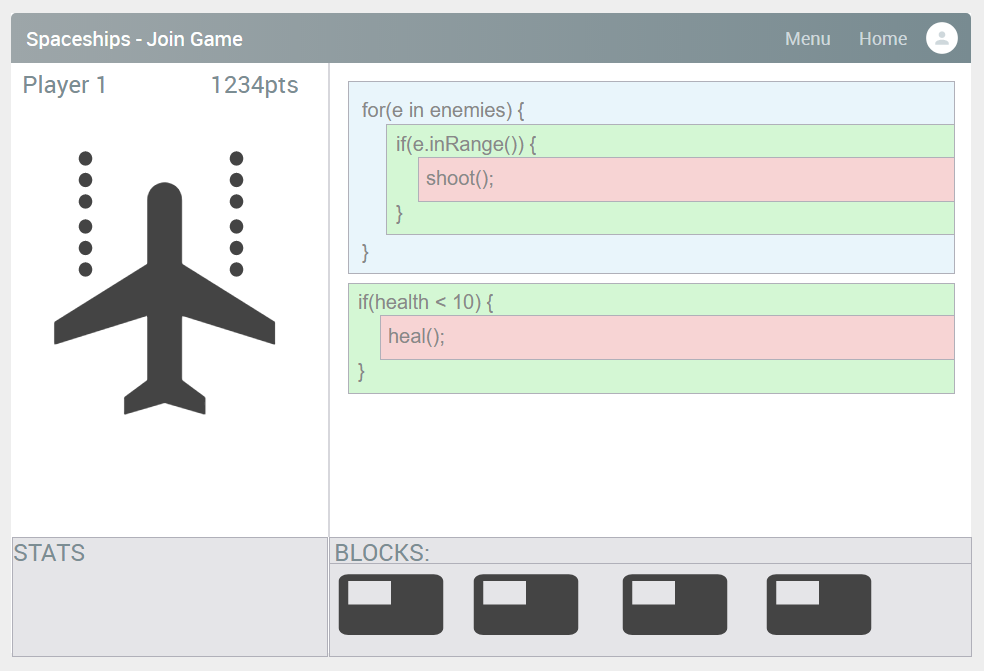 Spaceships - Join Game
Menu
Home
Player 1
1234pts
for(e in enemies) {
if(e.inRange()) {
shoot();
}
}
if(health < 10) {
heal();
}
STATS
BLOCKS: